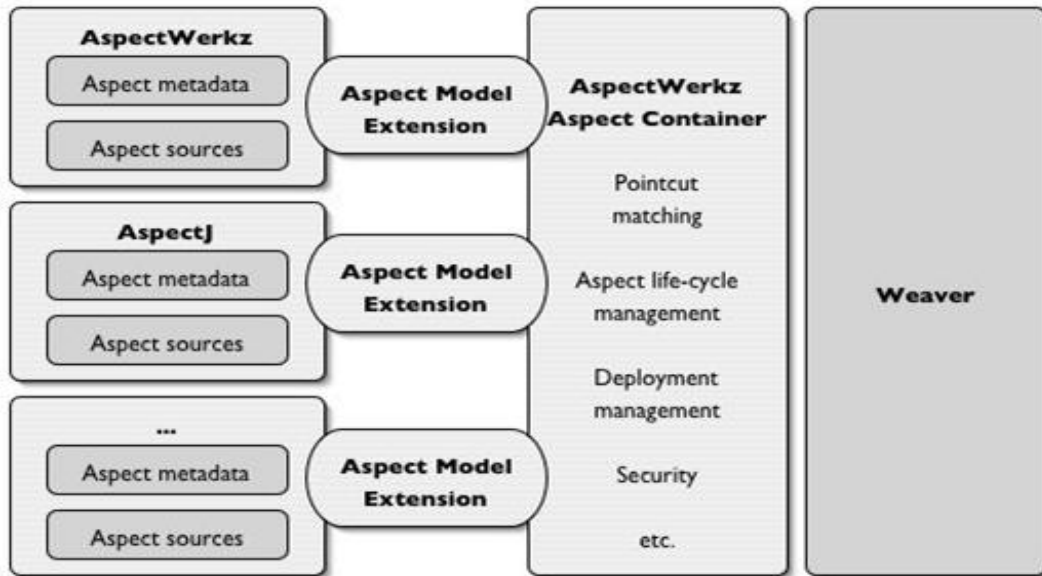 AspectWerkz
Aspect metadata
Aspect sources
Aspect Model
Extension
AspectJ
Aspect metadata
Aspect sources
Aspect Model
Extension
...
Aspect metadata
Aspect sources
Aspect Model
Extension
AspectWerkz
Aspect Container
Pointcut
matching
Aspect life-cycle
management
Deployment
management
Security
etc.
Weaver